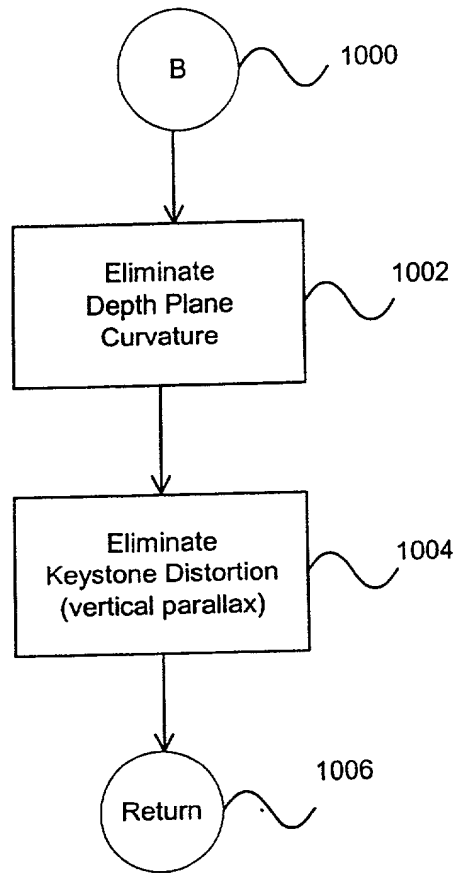 B
1000
Eliminate
Depth Plane
Curvature
1002
Eliminate
Keystone Distortion
(vertical parallax)
1004
Return
1006